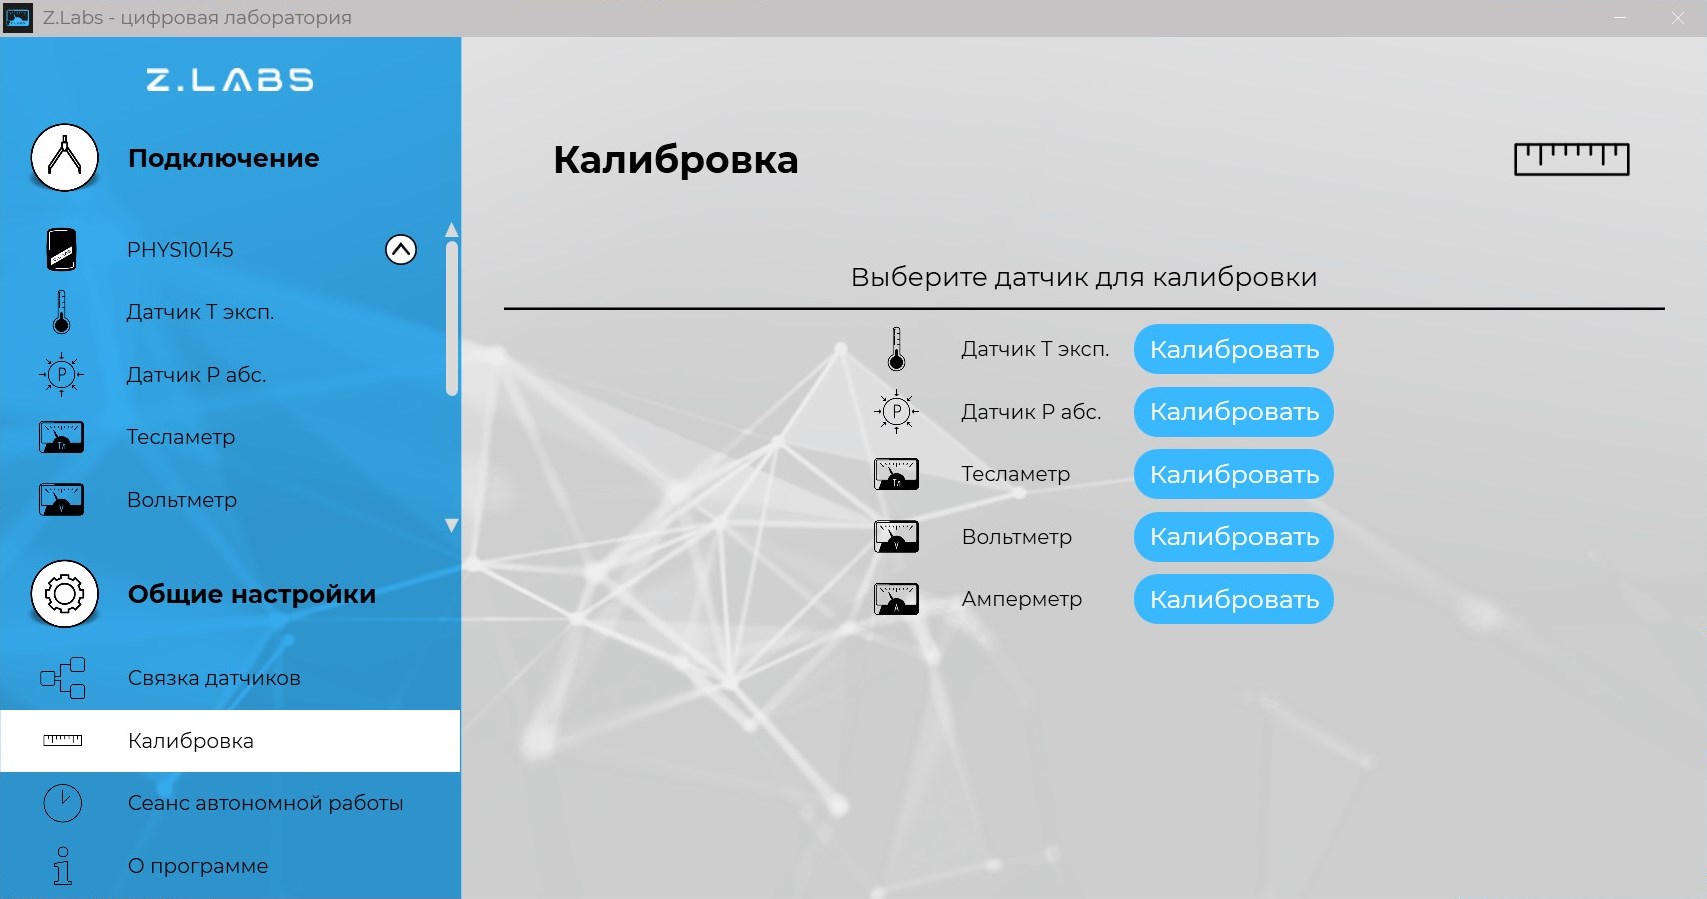 Z.Labs - цифровая лаборатория
Z.LABS
Подключение
PHYS10145
Датчик Т эксп.
Датчик Р абс.
Тесламетр
Вольтметр
Общие настройки
Связка датчиков
Калибровка
Сеанс автономной работы
О программе
Калибровка
Выберите датчик для калибровки
Датчик Т эксп. Калибровать
Датчик Р абс. Калибровать
Тесламетр Калибровать
Вольтметр Калибровать
Амперметр Калибровать